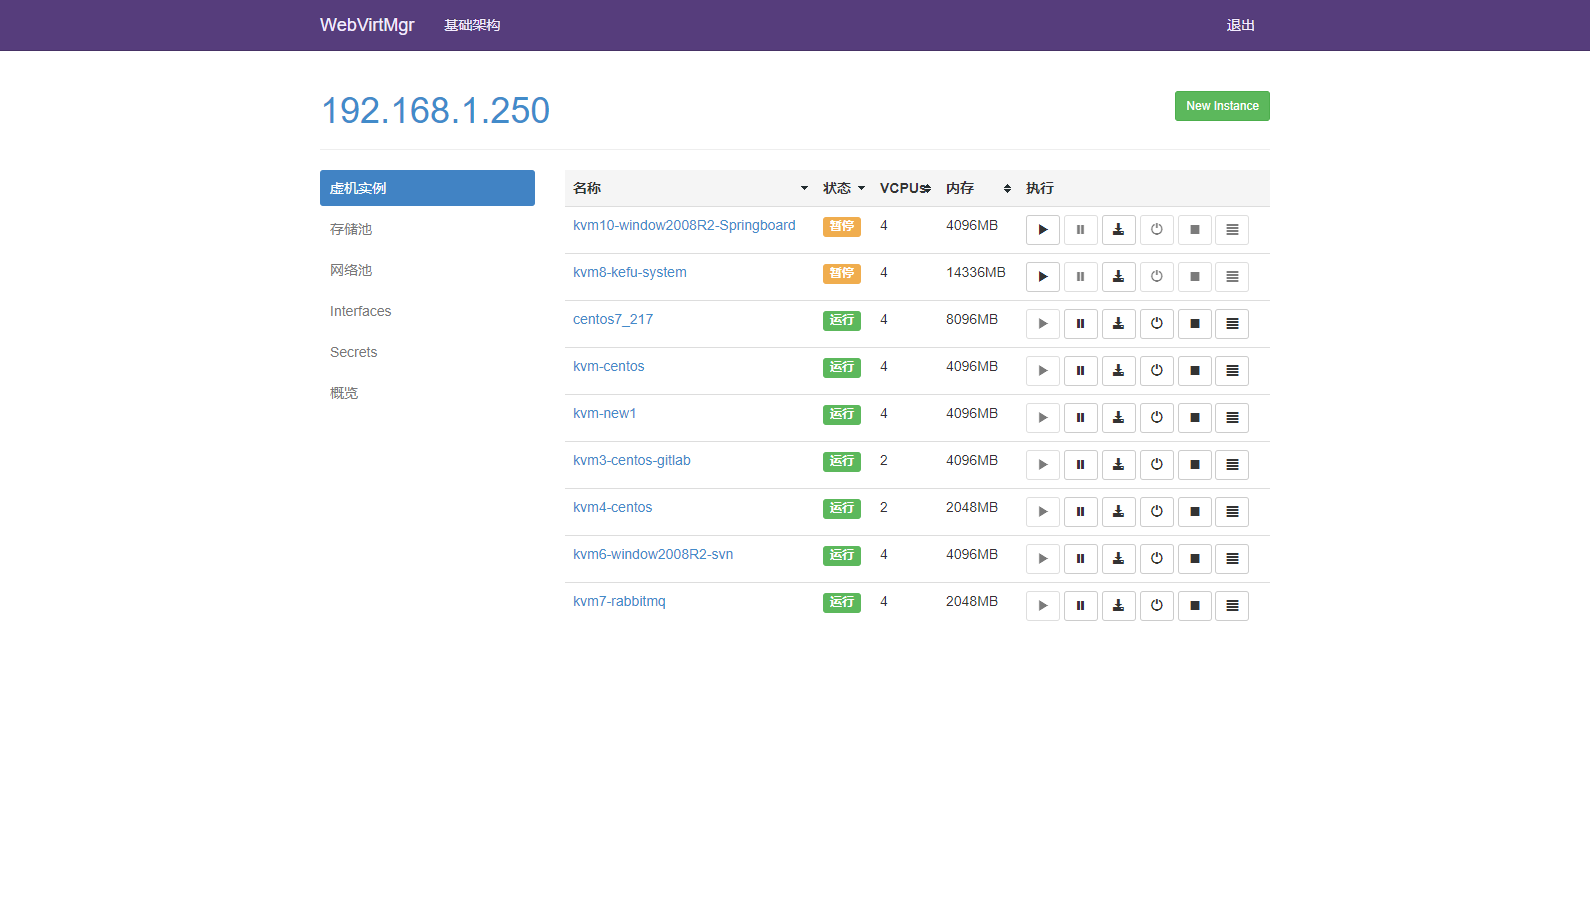 WebVirtMgr 基础架构 退出
192.168.1.250 New Instance
虚机实例
存储池
网络池
Interfaces
Secrets
概览
名称 状态 VCPUs 内存 执行
kvm10-window2008R2-Springboard 暂停 4 4096MB
kvm8-kefu-system 暂停 4 14336MB
centos7_217 运行 4 8096MB
kvm-centos 运行 4 4096MB
kvm-new1 运行 4 4096MB
kvm3-centos-gitlab 运行 2 4096MB
kvm4-centos 运行 2 2048MB
kvm6-window2008R2-svn 运行 4 4096MB
kvm7-rabbitmq 运行 4 2048MB